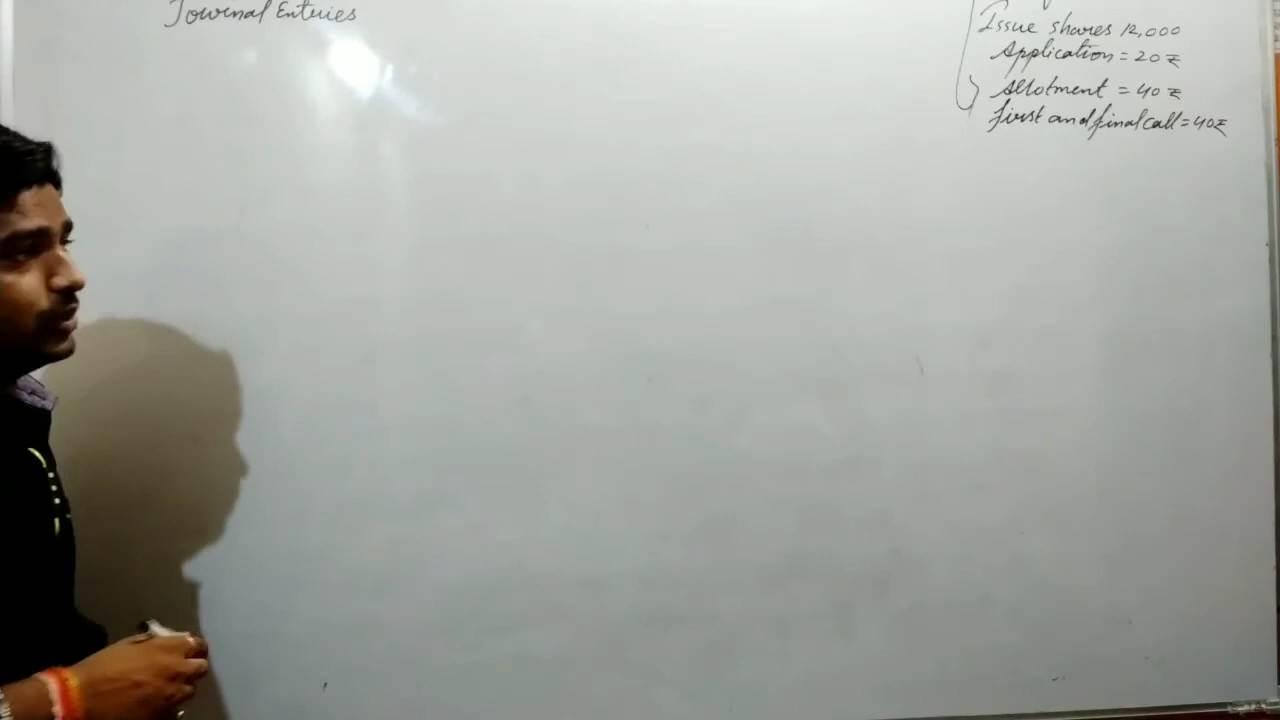 Journal Entries
Issue shares 12,000
Application = 20 ₹
Allotment = 40 ₹
first and final call = 40₹